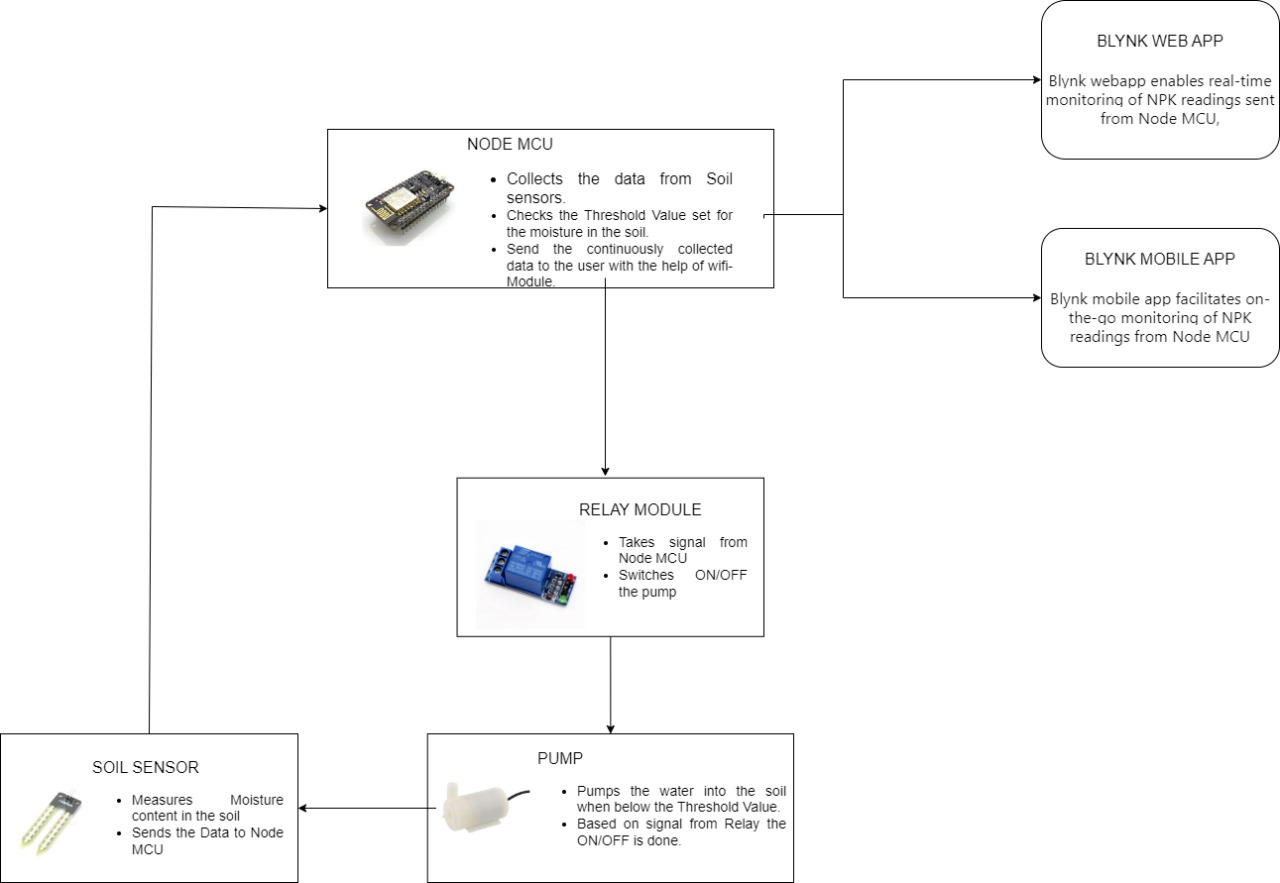 BLYNK WEB APP
Blynk webapp enables real-time
monitoring of NPK readings sent
from Node MCU,
NODE MCU
• Collects the data from Soil
sensors.
• Checks the Threshold Value set for
the moisture in the soil.
• Send the continuously collected
data to the user with the help of wifi-
Module.
BLYNK MOBILE APP
Blynk mobile app facilitates on-
the-go monitoring of NPK
readings from Node MCU
RELAY MODULE
• Takes signal from
Node MCU
• Switches ON/OFF
the pump
SOIL SENSOR
• Measures Moisture
content in the soil
• Sends the Data to Node
MCU
PUMP
• Pumps the water into the soil
when below the Threshold Value.
• Based on signal from Relay the
ON/OFF is done.